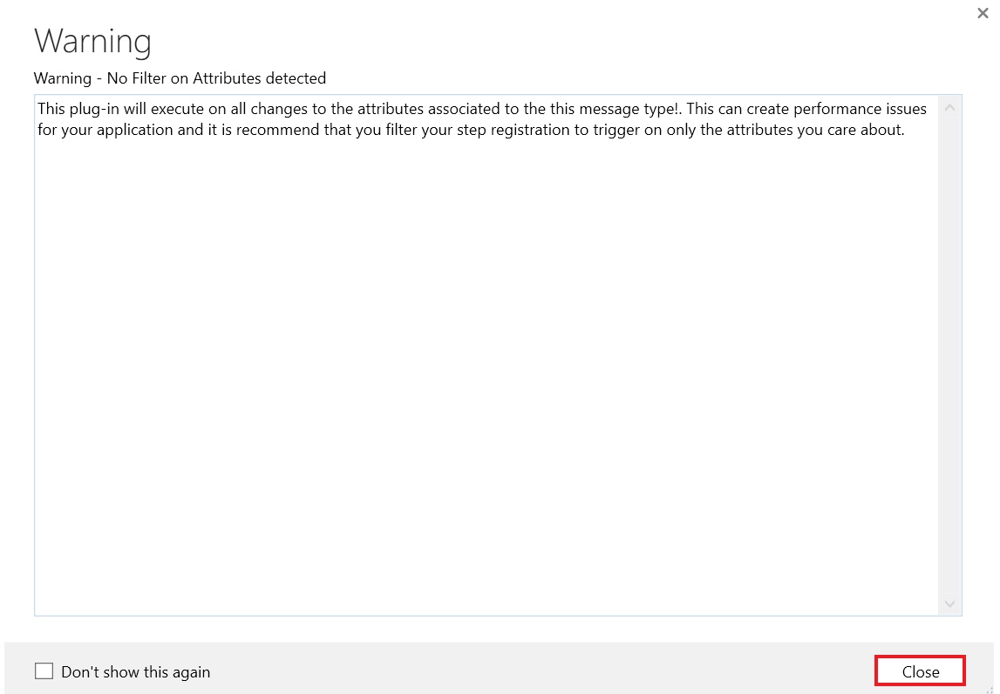 Warning
Warning - No Filter on Attributes detected
This plug-in will execute on all changes to the attributes associated to the this message type!. This can create performance issues
for your application and it is recommend that you filter your step registration to trigger on only the attributes you care about.
Don't show this again
Close